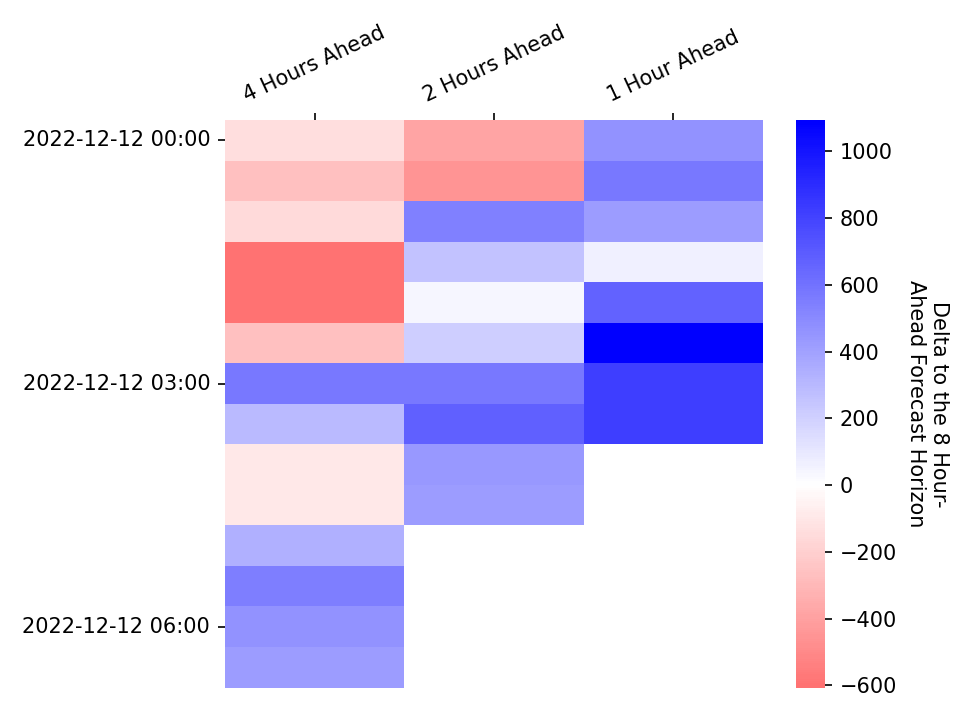 4 Hours Ahead
2 Hours Ahead
1 Hour Ahead
2022-12-12 00:00
2022-12-12 03:00
2022-12-12 06:00
1000
800
600
400
200
0
−200
−400
−600
Delta to the 8 Hour-
Ahead Forecast Horizon